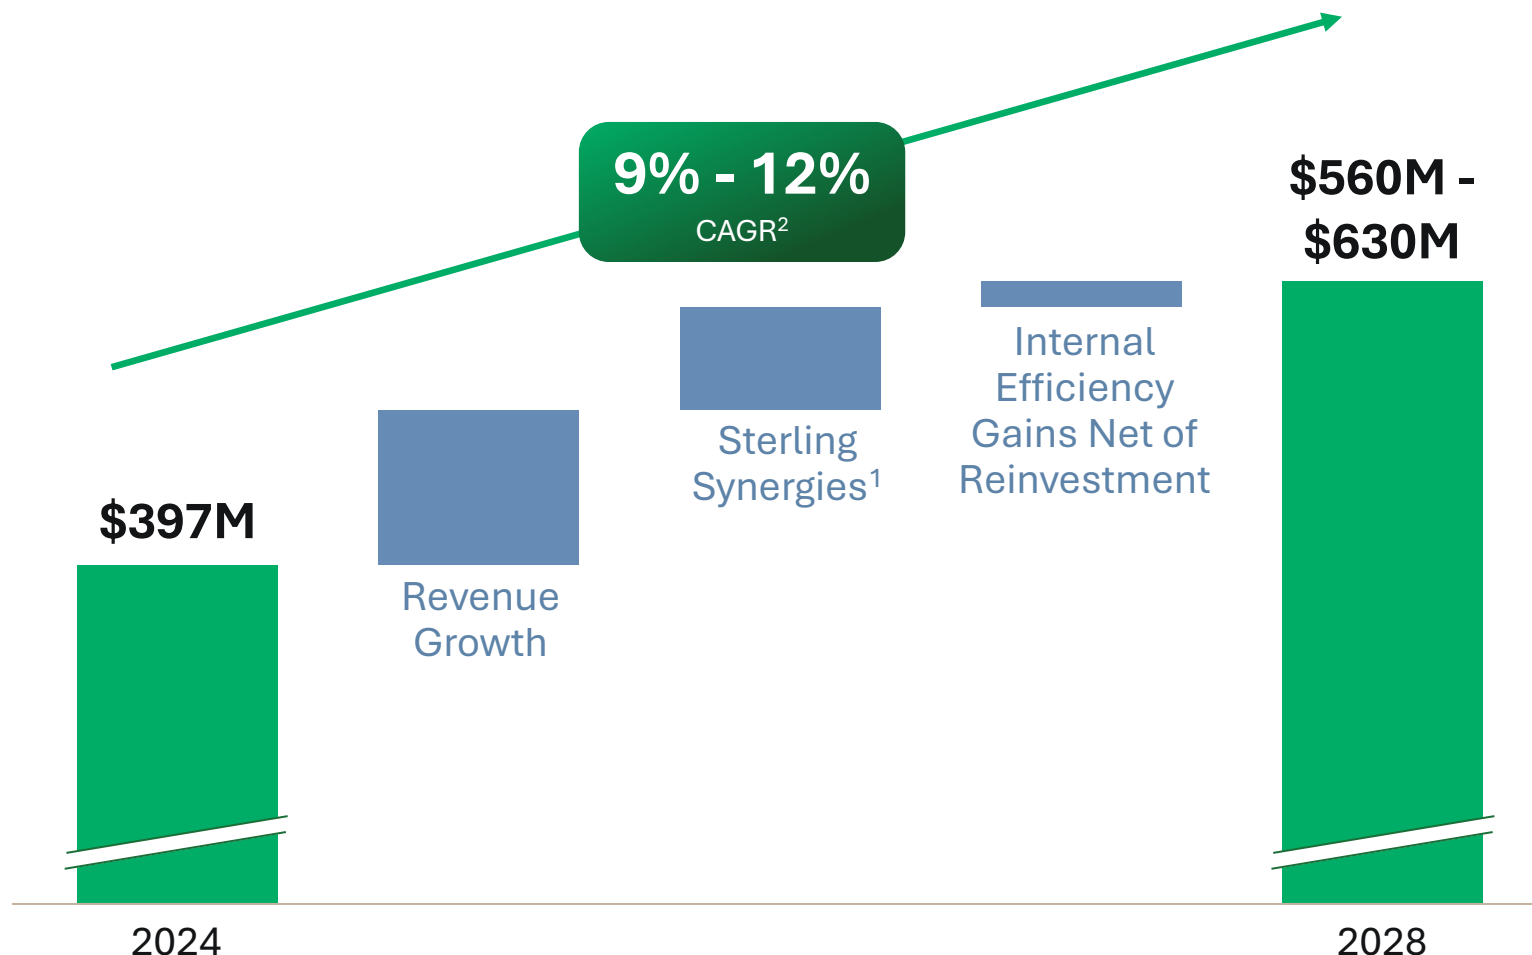 9% - 12%
CAGR²
$560M -
$630M
$397M
Revenue
Growth
Sterling
Synergies¹
Internal
Efficiency
Gains Net of
Reinvestment
2024
2028